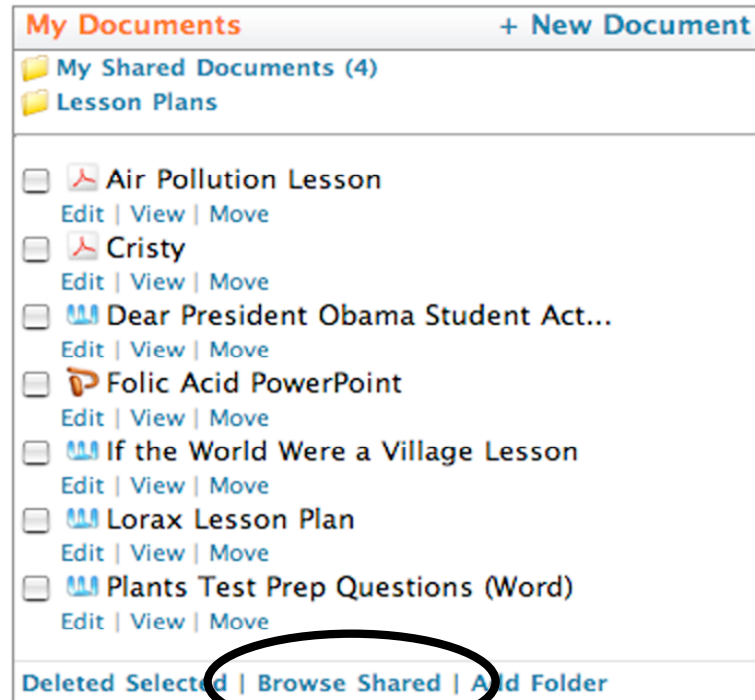 My Documents + New Document
My Shared Documents (4)
Lesson Plans
Air Pollution Lesson
Edit | View | Move
Cristy
Edit | View | Move
Dear President Obama Student Act...
Edit | View | Move
Folic Acid PowerPoint
Edit | View | Move
If the World Were a Village Lesson
Edit | View | Move
Lorax Lesson Plan
Edit | View | Move
Plants Test Prep Questions (Word)
Edit | View | Move
Deleted Selected | Browse Shared | Add Folder